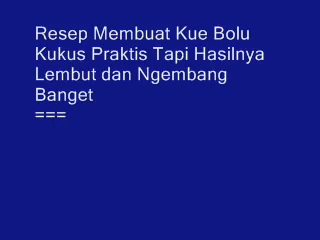 Resep Membuat Kue Bolu
Kukus Praktis Tapi Hasilnya
Lembut dan Ngembang
Banget
===